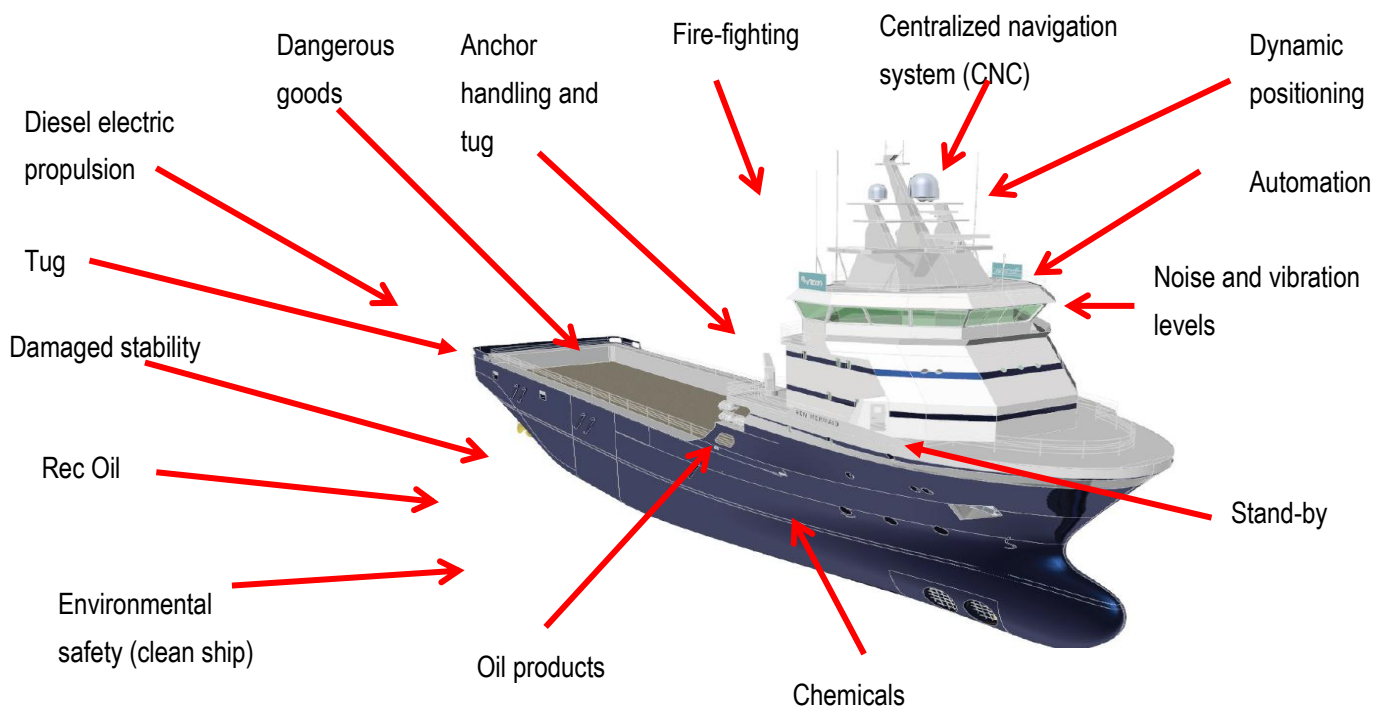 Dangerous
goods
Anchor
handling and
tug
Fire-fighting
Centralized navigation
system (CNC)
Dynamic
positioning
Diesel electric
propulsion
Automation
Tug
Noise and vibration
levels
Damaged stability
Rec Oil
Stand-by
Environmental
safety (clean ship)
Oil products
Chemicals